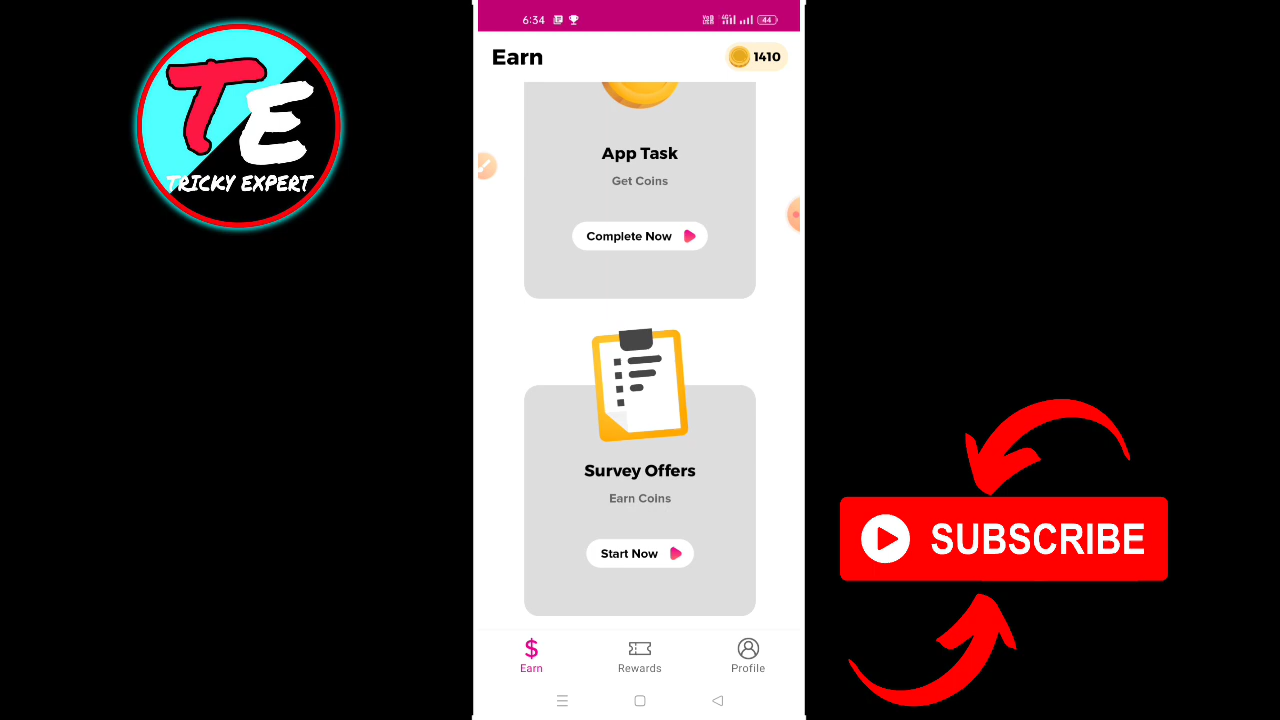 TE
TRICKY EXPERT
6:34
44
Earn
1410
App Task
Get Coins
Complete Now
Survey Offers
Earn Coins
Start Now
SUBSCRIBE
$
Earn
Rewards
Profile